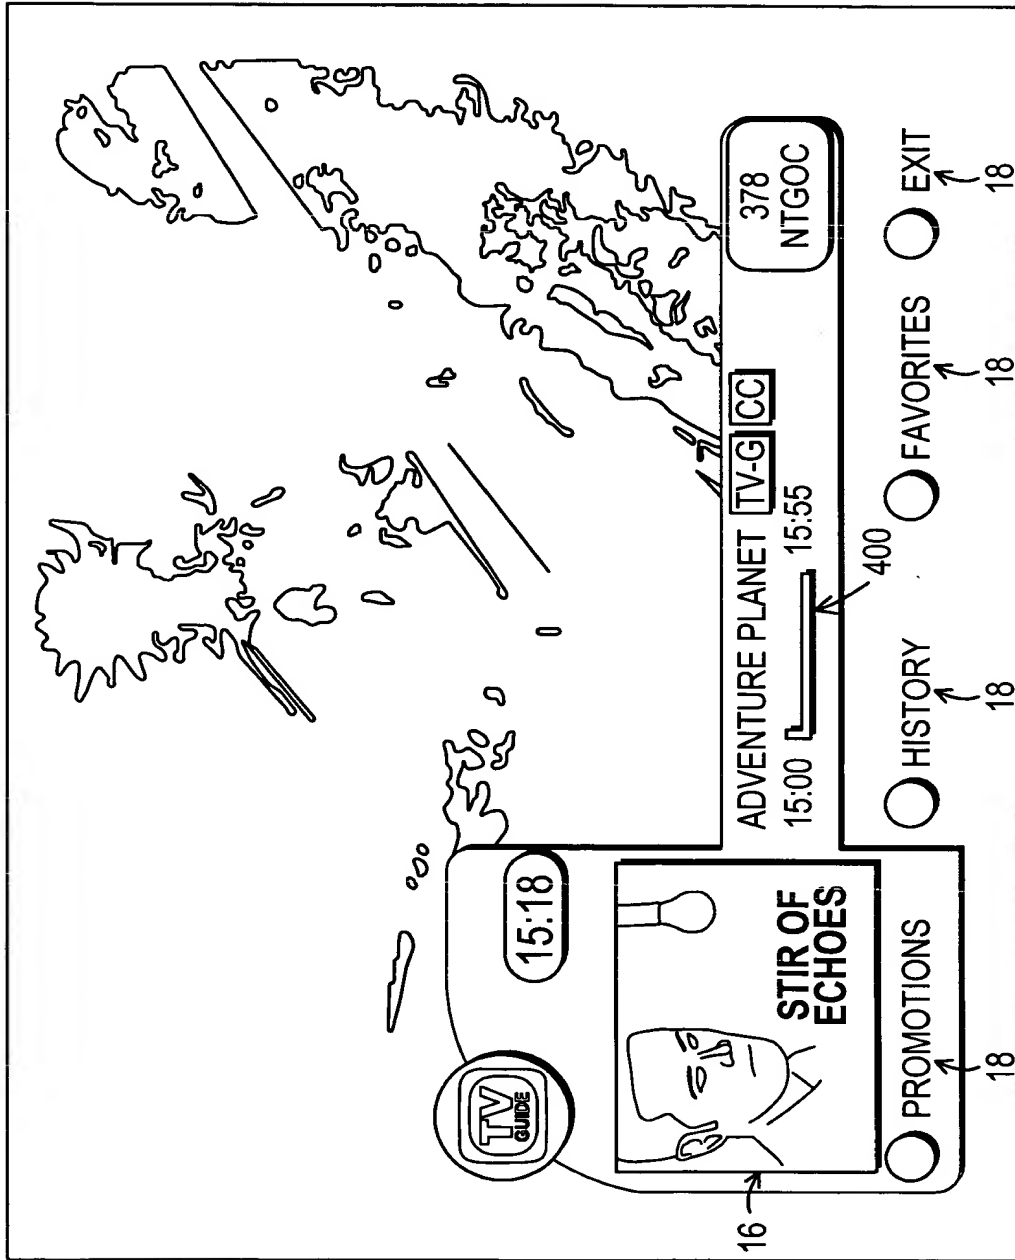 TV
GUIDE
15:18
16
STIR OF
ECHOES
ADVENTURE PLANET TV-G CC
15:00 15:55
378
NTGOC
400
PROMOTIONS
HISTORY
FAVORITES
EXIT
18
18
18
18